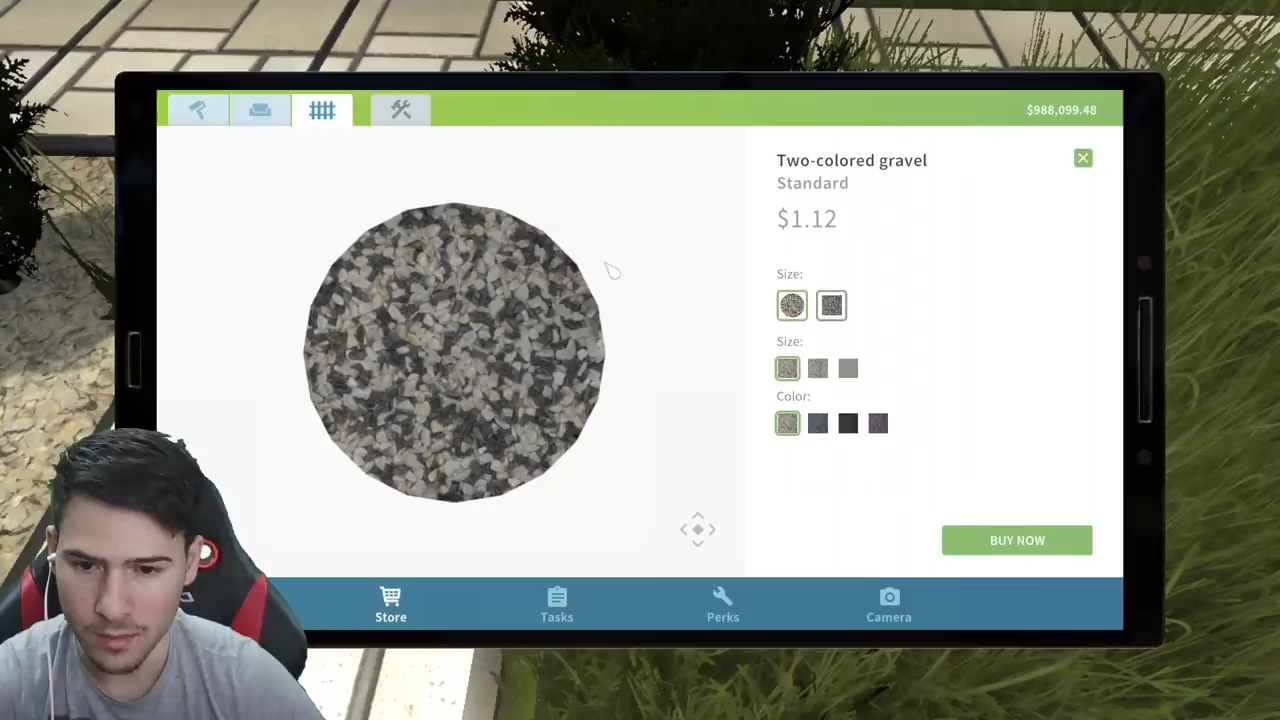 $988,099.48
Two-colored gravel
Standard
$1.12
Size:
Size:
Color:
BUY NOW
Store
Tasks
Perks
Camera